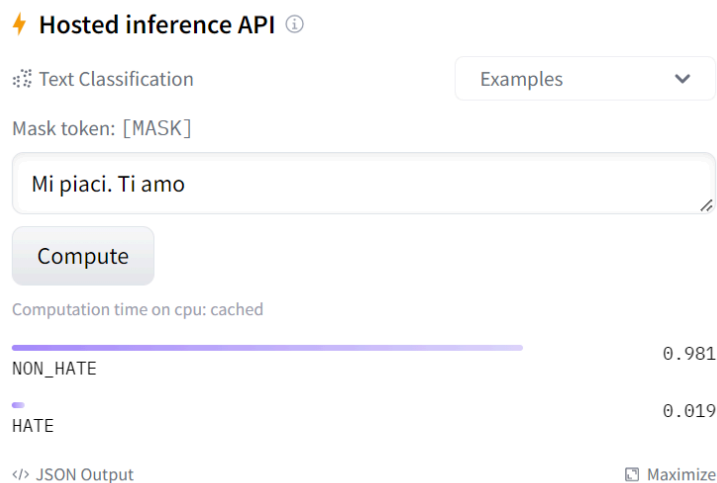 Hosted inference API
Text Classification Examples
Mask token: [MASK]
Mi piaci. Ti amo
Compute
Computation time on cpu: cached
0.981
NON_HATE
0.019
HATE
</> JSON Output Maximize